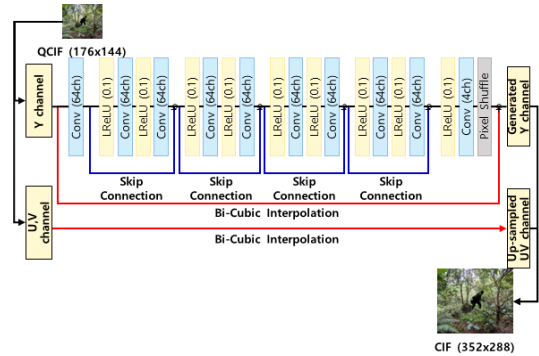 QCIF (176x144)
Y channel
Conv (64ch)
LReLU (0.1)
Conv (64ch)
LReLU (0.1)
Conv (64ch)
LReLU (0.1)
Conv (64ch)
LReLU (0.1)
Conv (64ch)
LReLU (0.1)
Conv (64ch)
LReLU (0.1)
Conv (64ch)
LReLU (0.1)
Conv (64ch)
LReLU (0.1)
Conv (64ch)
LReLU (0.1)
Conv (4ch)
Pixel Shuffle
Generated
Y channel
Skip
Connection
Skip
Connection
Skip
Connection
Skip
Connection
Bi-Cubic Interpolation
U,V
channel
Bi-Cubic Interpolation
Up-sampled
UV channel
CIF (352x288)